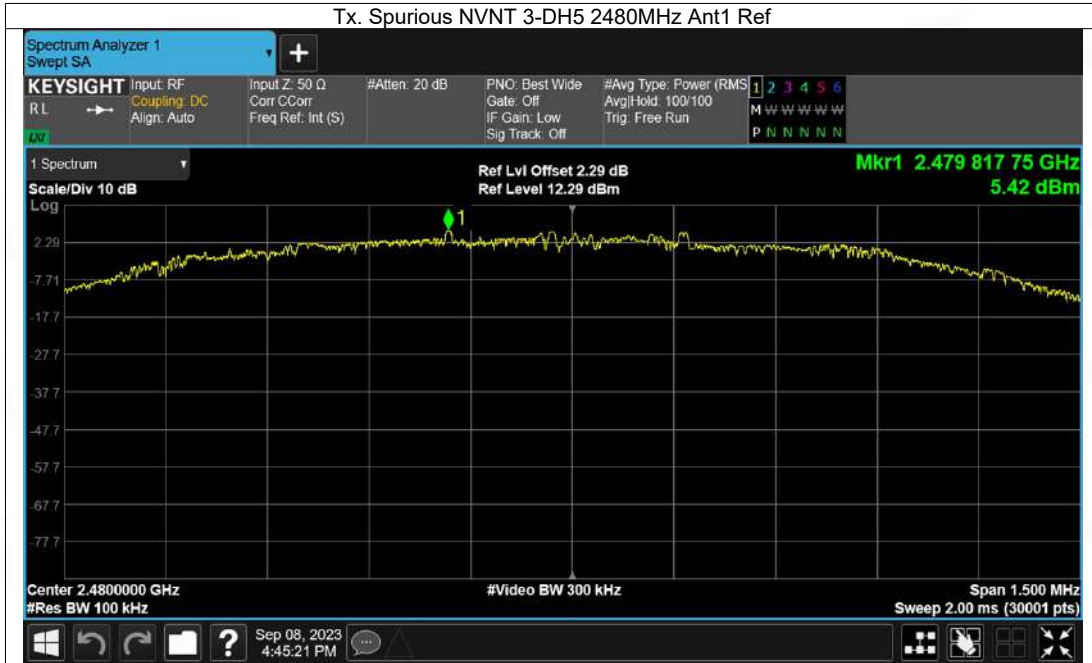 Tx. Spurious NVNT 3-DH5 2480MHz Ant1 Ref
Spectrum Analyzer 1
Swept SA
+
KEYSIGHT
R L
LXI
Input: RF
Coupling: DC
Align: Auto
Input Z: 50 Ω
Corr CCorr
Freq Ref: Int (S)
#Atten: 20 dB
PNO: Best Wide
Gate: Off
IF Gain: Low
Sig Track: Off
#Avg Type: Power (RMS
Avg|Hold: 100/100
Trig: Free Run
1 2 3 4 5 6
M W W W W W
P N N N N N
1 Spectrum
Scale/Div 10 dB
Log
Ref Lvl Offset 2.29 dB
Ref Level 12.29 dBm
Mkr1 2.479 817 75 GHz
5.42 dBm
1
2.29
-7.71
-17.7
-27.7
-37.7
-47.7
-57.7
-67.7
-77.7
Center 2.4800000 GHz
#Res BW 100 kHz
#Video BW 300 kHz
Span 1.500 MHz
Sweep 2.00 ms (30001 pts)
?
Sep 08, 2023
4:45:21 PM